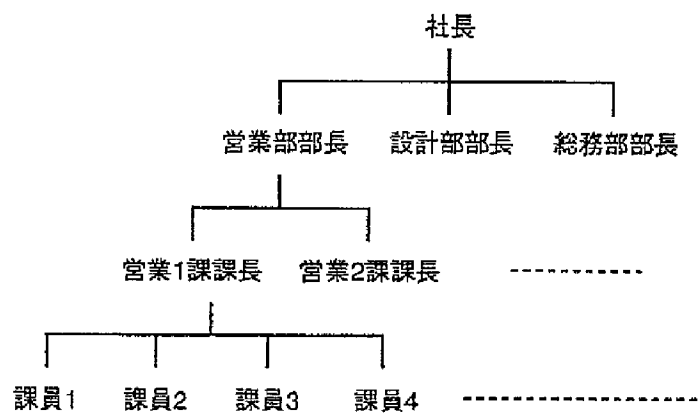 社長
営業部部長 設計部部長 総務部部長
営業1課課長 営業2課課長
課員1 課員2 課員3 課員4